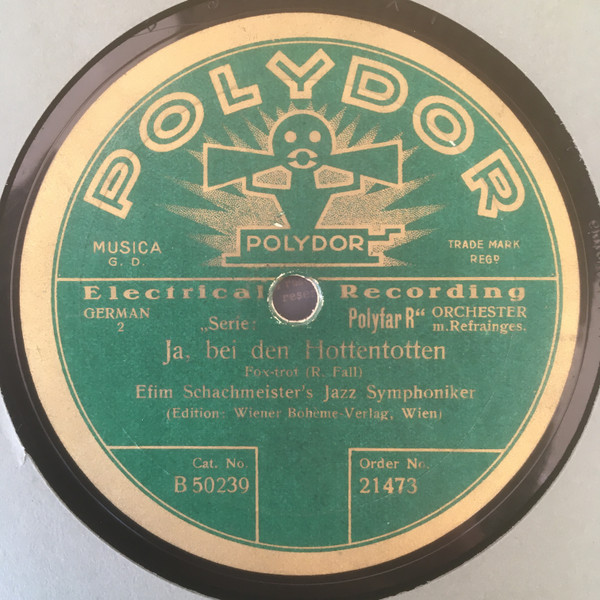 POLYDOR
POLYDOR
MUSICA
G. D.
TRADE MARK
REGD
Electrical Recording
GERMAN
2
„Serie: Polyfar R“
ORCHESTER
m. Refrainges.
Ja, bei den Hottentotten
Fox-trot (R. Fall)
Efim Schachmeister's Jazz Symphoniker
(Edition: Wiener Bohème-Verlag, Wien)
Cat. No.
B 50239
Order No.
21473